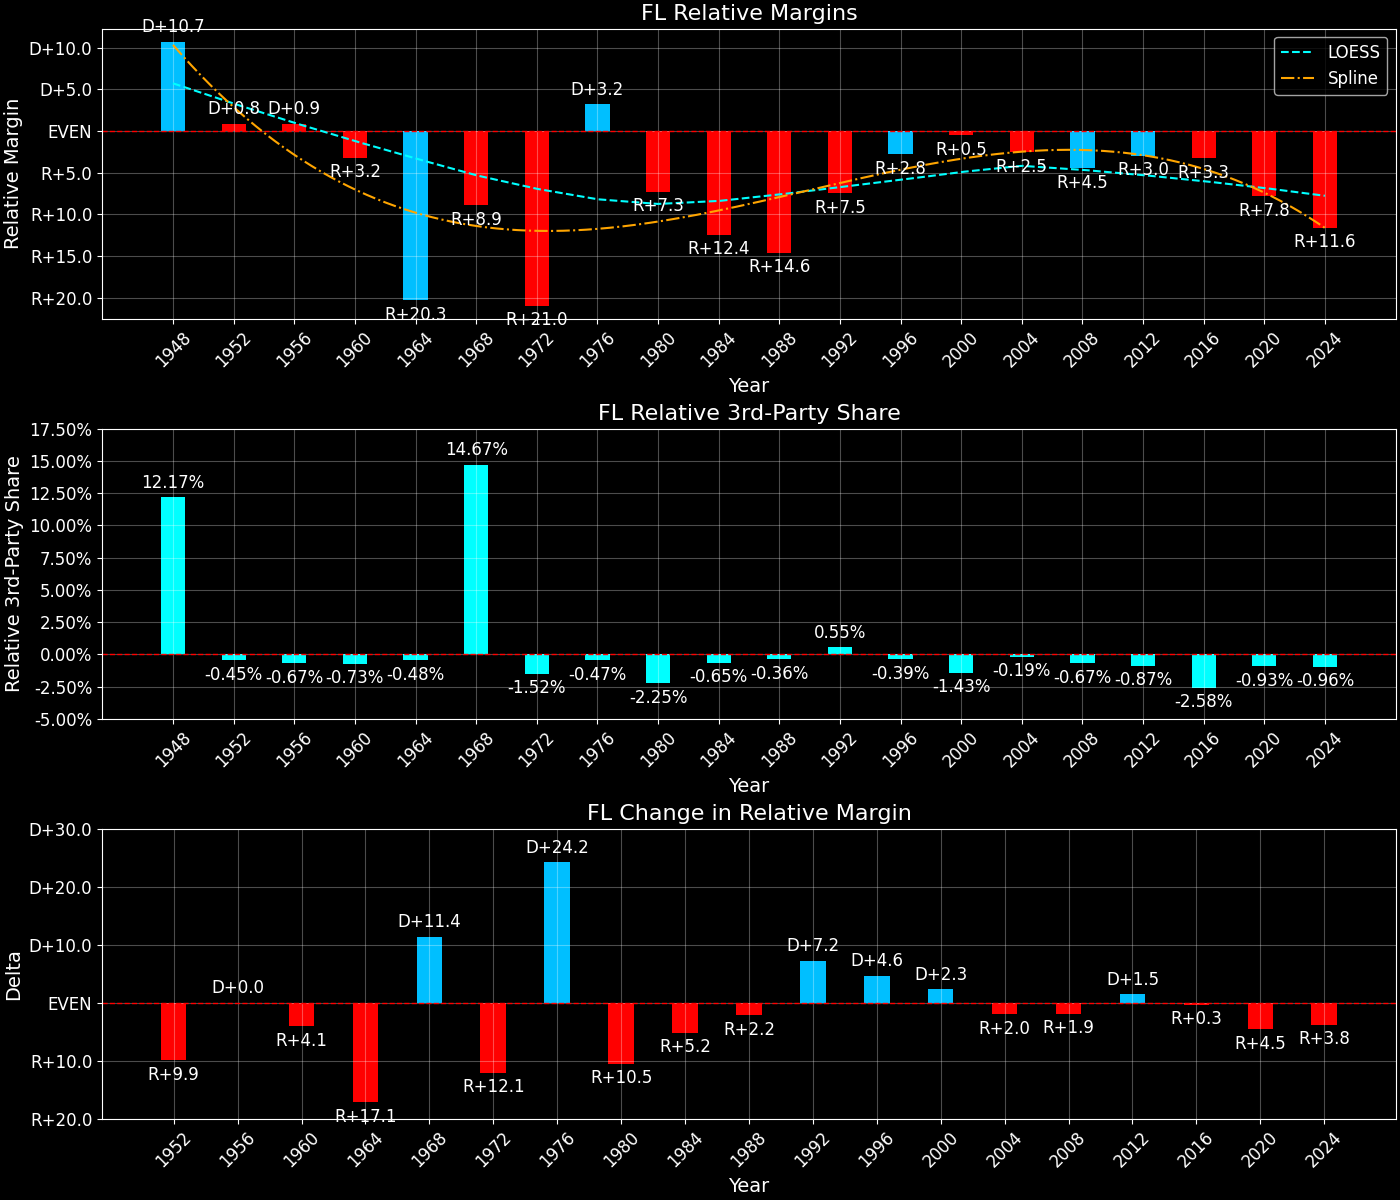 FL Relative Margins
Relative Margin
D+10.0
D+5.0
EVEN
R+5.0
R+10.0
R+15.0
R+20.0
D+10.7
D+0.8
D+0.9
R+3.2
R+20.3
R+8.9
R+21.0
D+3.2
R+7.3
R+12.4
R+14.6
R+7.5
R+2.8
R+0.5
R+2.5
R+4.5
R+3.0
R+3.3
R+7.8
R+11.6
LOESS
Spline
1948 1952 1956 1960 1964 1968 1972 1976 1980 1984 1988 1992 1996 2000 2004 2008 2012 2016 2020 2024
Year
FL Relative 3rd-Party Share
Relative 3rd-Party Share
17.50%
15.00%
12.50%
10.00%
7.50%
5.00%
2.50%
0.00%
-2.50%
-5.00%
12.17%
-0.45%
-0.67%
-0.73%
-0.48%
14.67%
-1.52%
-0.47%
-2.25%
-0.65%
-0.36%
0.55%
-0.39%
-1.43%
-0.19%
-0.67%
-0.87%
-2.58%
-0.93%
-0.96%
1948 1952 1956 1960 1964 1968 1972 1976 1980 1984 1988 1992 1996 2000 2004 2008 2012 2016 2020 2024
Year
FL Change in Relative Margin
Delta
D+30.0
D+20.0
D+10.0
EVEN
R+10.0
R+20.0
R+9.9
D+0.0
R+4.1
R+17.1
D+11.4
R+12.1
D+24.2
R+10.5
R+5.2
R+2.2
D+7.2
D+4.6
D+2.3
R+2.0
R+1.9
D+1.5
R+0.3
R+4.5
R+3.8
1952 1956 1960 1964 1968 1972 1976 1980 1984 1988 1992 1996 2000 2004 2008 2012 2016 2020 2024
Year